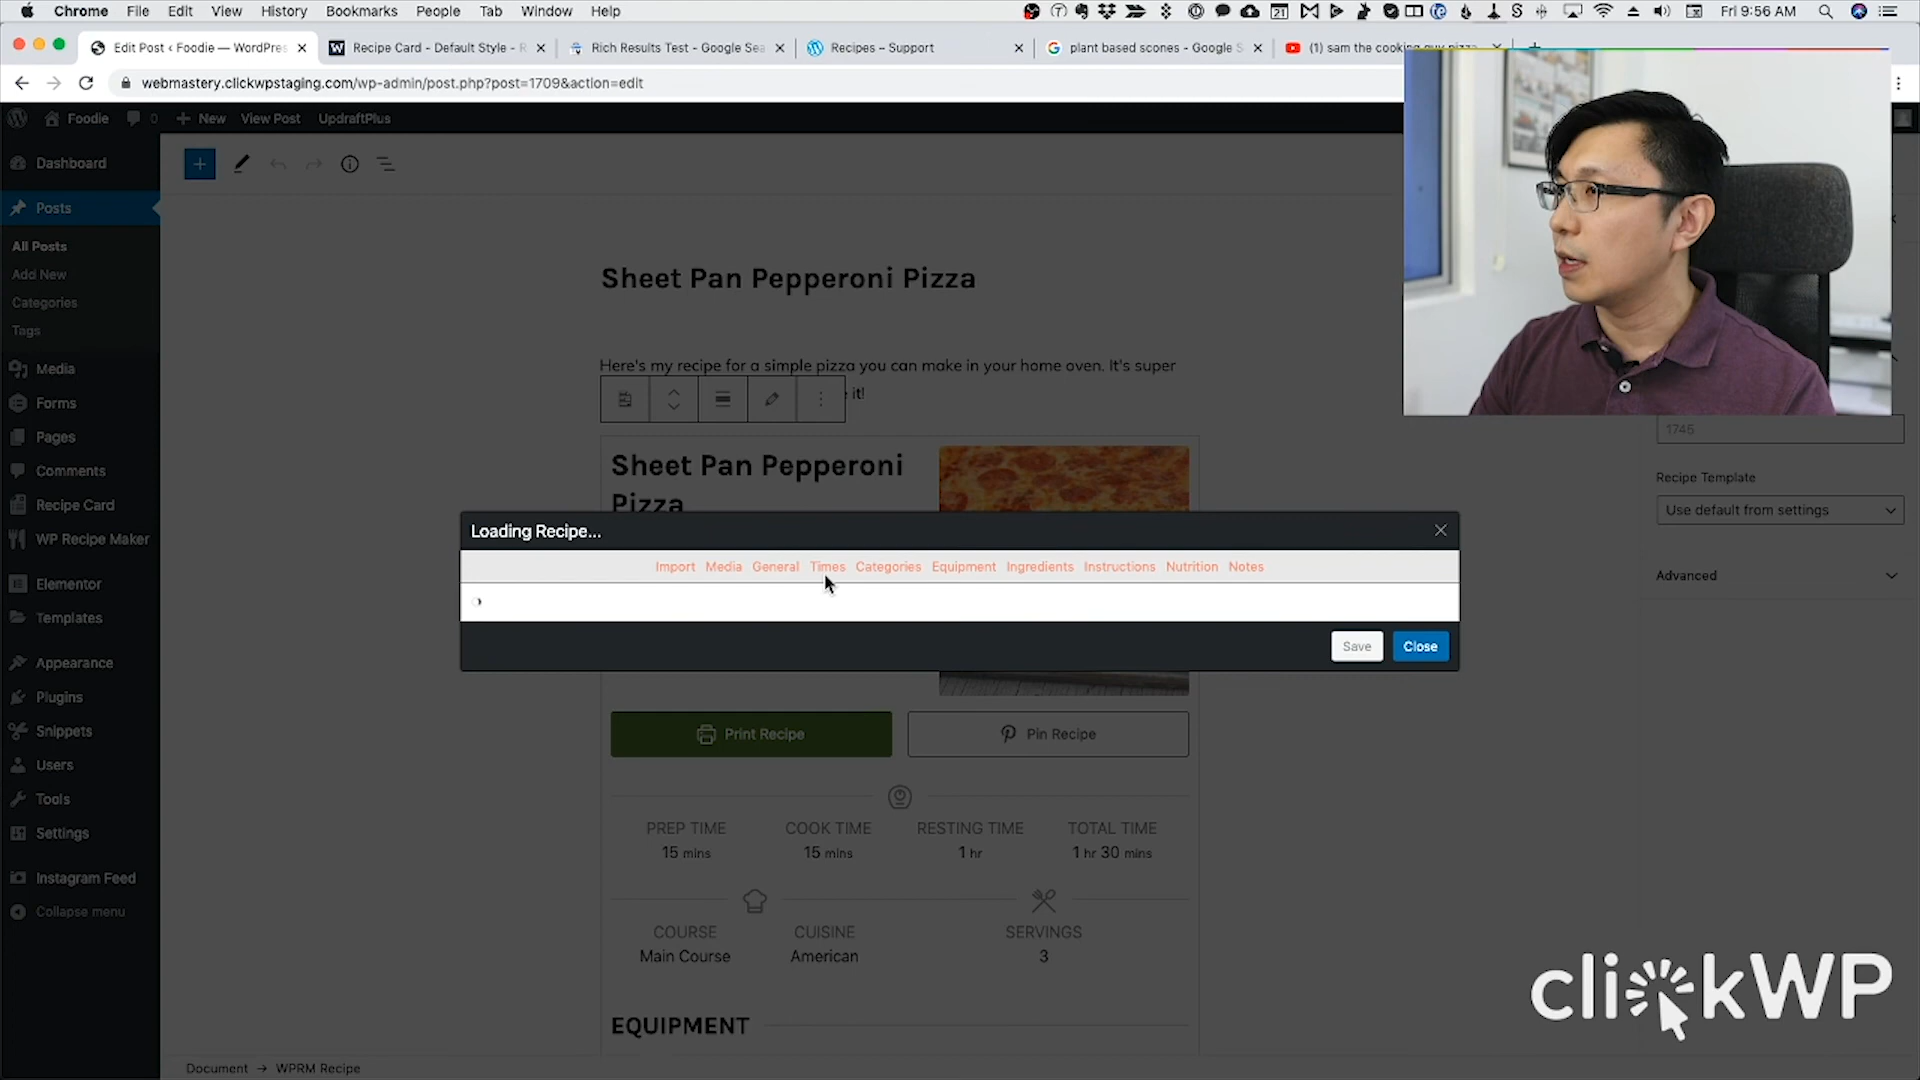 Chrome File Edit View History Bookmarks People Tab Window Help
21
Fri 9:56 AM
Edit Post ‹ Foodie — WordPres
Recipe Card - Default Style - R
Rich Results Test - Google Sea
Recipes – Support
plant based scones - Google S
(1) sam the cooking guy pizza
webmastery.clickwpstaging.com/wp-admin/post.php?post=1709&action=edit
Foodie 0 New View Post UpdraftPlus
Dashboard
Posts
All Posts
Add New
Categories
Tags
Media
Forms
Pages
Comments
Recipe Card
WP Recipe Maker
Elementor
Templates
Appearance
Plugins
Snippets
Users
Tools
Settings
Instagram Feed
Collapse menu
Sheet Pan Pepperoni Pizza
Here's my recipe for a simple pizza you can make in your home oven. It's super
it!
Sheet Pan Pepperoni
Pizza
Loading Recipe...
Import Media General Times Categories Equipment Ingredients Instructions Nutrition Notes
Save Close
Print Recipe
Pin Recipe
PREP TIME COOK TIME RESTING TIME TOTAL TIME
15 mins 15 mins 1 hr 1 hr 30 mins
COURSE CUISINE SERVINGS
Main Course American 3
EQUIPMENT
Document → WPRM Recipe
1745
Recipe Template
Use default from settings
Advanced
clickWP